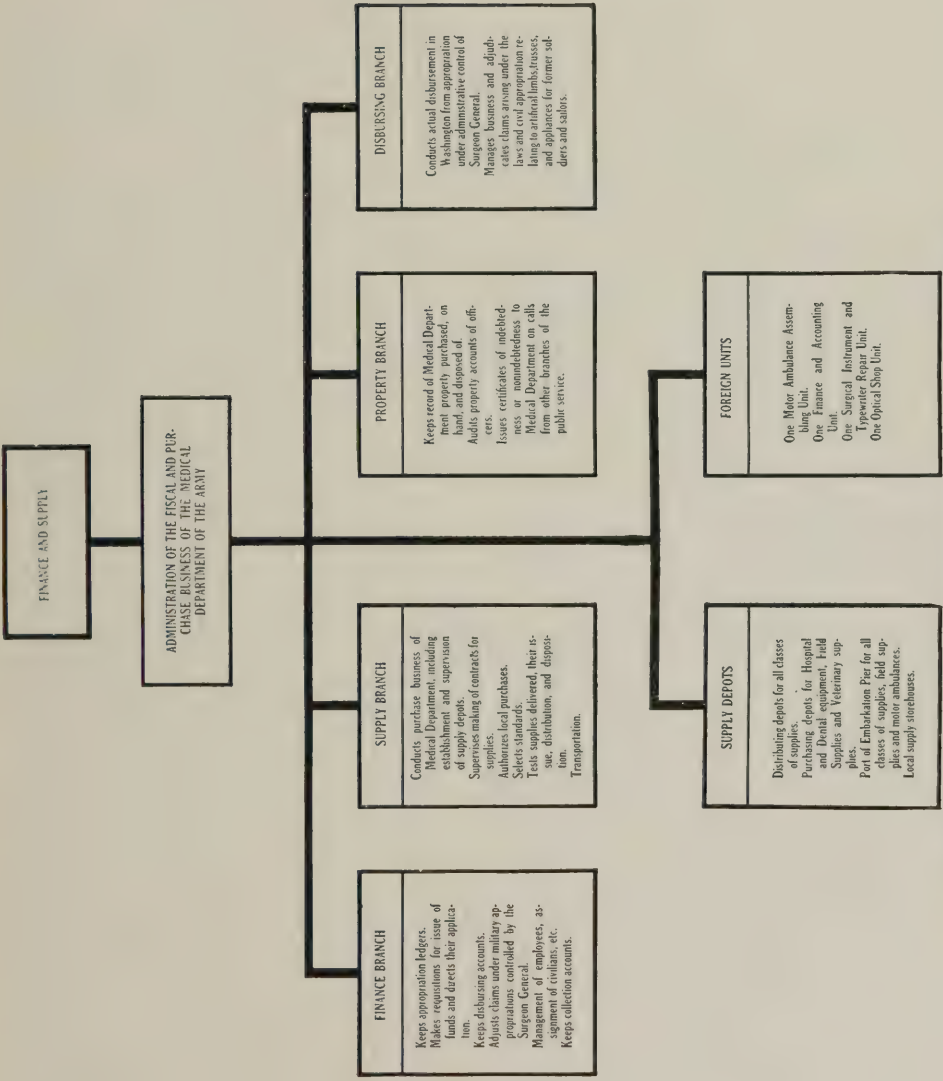 FINANCE AND SUPPLY
ADMINISTRATION OF THE FISCAL AND PUR-
CHASE BUSINESS OF THE MEDICAL
DEPARTMENT OF THE ARMY
FINANCE BRANCH
Keeps appropriation ledgers.
Makes requisitions for issue of
funds and directs their applica-
tion.
Keeps disbursing accounts.
Adjusts claims under military ap-
propriations controlled by the
Surgeon General.
Management of employees, as-
signment of civilians, etc.
Keeps collection accounts.
SUPPLY BRANCH
Conducts purchase business of
Medical Department, including
establishment and supervision
of supply depots.
Supervises making of contracts for
supplies.
Authorizes local purchases.
Selects standards.
Tests supplies delivered, their is-
sue, distribution, and disposi-
tion.
Transportation.
PROPERTY BRANCH
Keeps record of Medical Depart-
ment property purchased, on
hand, and disposed of.
Audits property accounts of offi-
cers.
Issues certificates of indebted-
ness or nonindebtedness to
Medical Department on calls
from other branches of the
public service.
DISBURSING BRANCH
Conducts actual disbursement in
Washington from appropriation
under administrative control of
Surgeon General.
Manages business and adjudi-
cates claims arising under the
laws and civil appropriation re-
lating to artificial limbs, trusses,
and appliances for former sol-
diers and sailors.
SUPPLY DEPOTS
Distributing depots for all classes
of supplies.
Purchasing depots for Hospital
and Dental equipment, Field
Supplies and Veterinary sup-
plies.
Port of Embarkation Pier for all
classes of supplies, field sup-
plies and motor ambulances.
Local supply storehouses.
FOREIGN UNITS
One Motor Ambulance Assem-
bling Unit.
One Finance and Accounting
Unit.
One Surgical Instrument and
Typewriter Repair Unit.
One Optical Shop Unit.